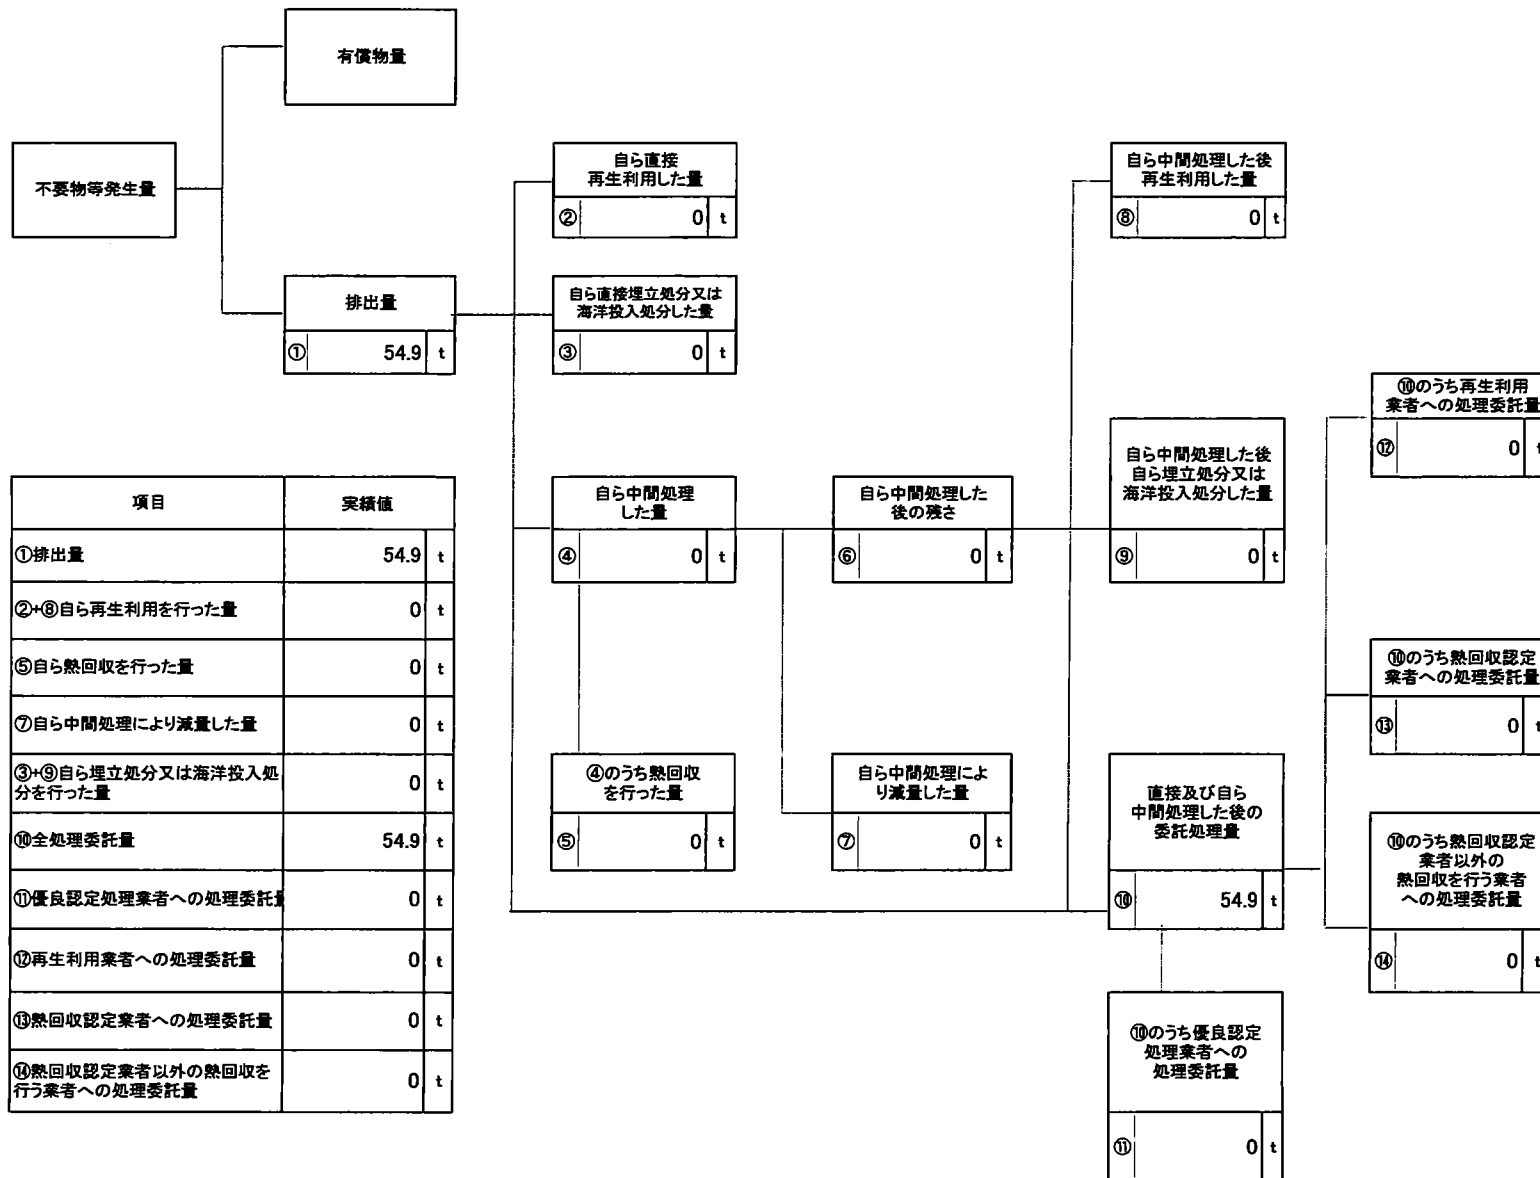 有償物量
不要物等発生量
排出量
① 54.9 t
自ら直接
再生利用した量
② 0 t
自ら直接埋立処分又は
海洋投入処分した量
③ 0 t
自ら中間処理
した量
④ 0 t
④のうち熱回収
を行った量
⑤ 0 t
自ら中間処理した
後の残さ
⑥ 0 t
自ら中間処理によ
り減量した量
⑦ 0 t
自ら中間処理した後
再生利用した量
⑧ 0 t
自ら中間処理した後
自ら埋立処分又は
海洋投入処分した量
⑨ 0 t
直接及び自ら
中間処理した後の
委託処理量
⑩ 54.9 t
⑩のうち優良認定
処理業者への
処理委託量
⑪ 0 t
⑩のうち再生利用
業者への処理委託量
⑫ 0 t
⑩のうち熱回収認定
業者への処理委託量
⑬ 0 t
⑩のうち熱回収認定
業者以外の
熱回収を行う業者
への処理委託量
⑭ 0 t
項目 実績値
①排出量 54.9 t
②+⑧自ら再生利用を行った量 0 t
⑤自ら熱回収を行った量 0 t
⑦自ら中間処理により減量した量 0 t
③+⑨自ら埋立処分又は海洋投入処
分を行った量 0 t
⑩全処理委託量 54.9 t
⑪優良認定処理業者への処理委託量 0 t
⑫再生利用業者への処理委託量 0 t
⑬熱回収認定業者への処理委託量 0 t
⑭熱回収認定業者以外の熱回収を
行う業者への処理委託量 0 t